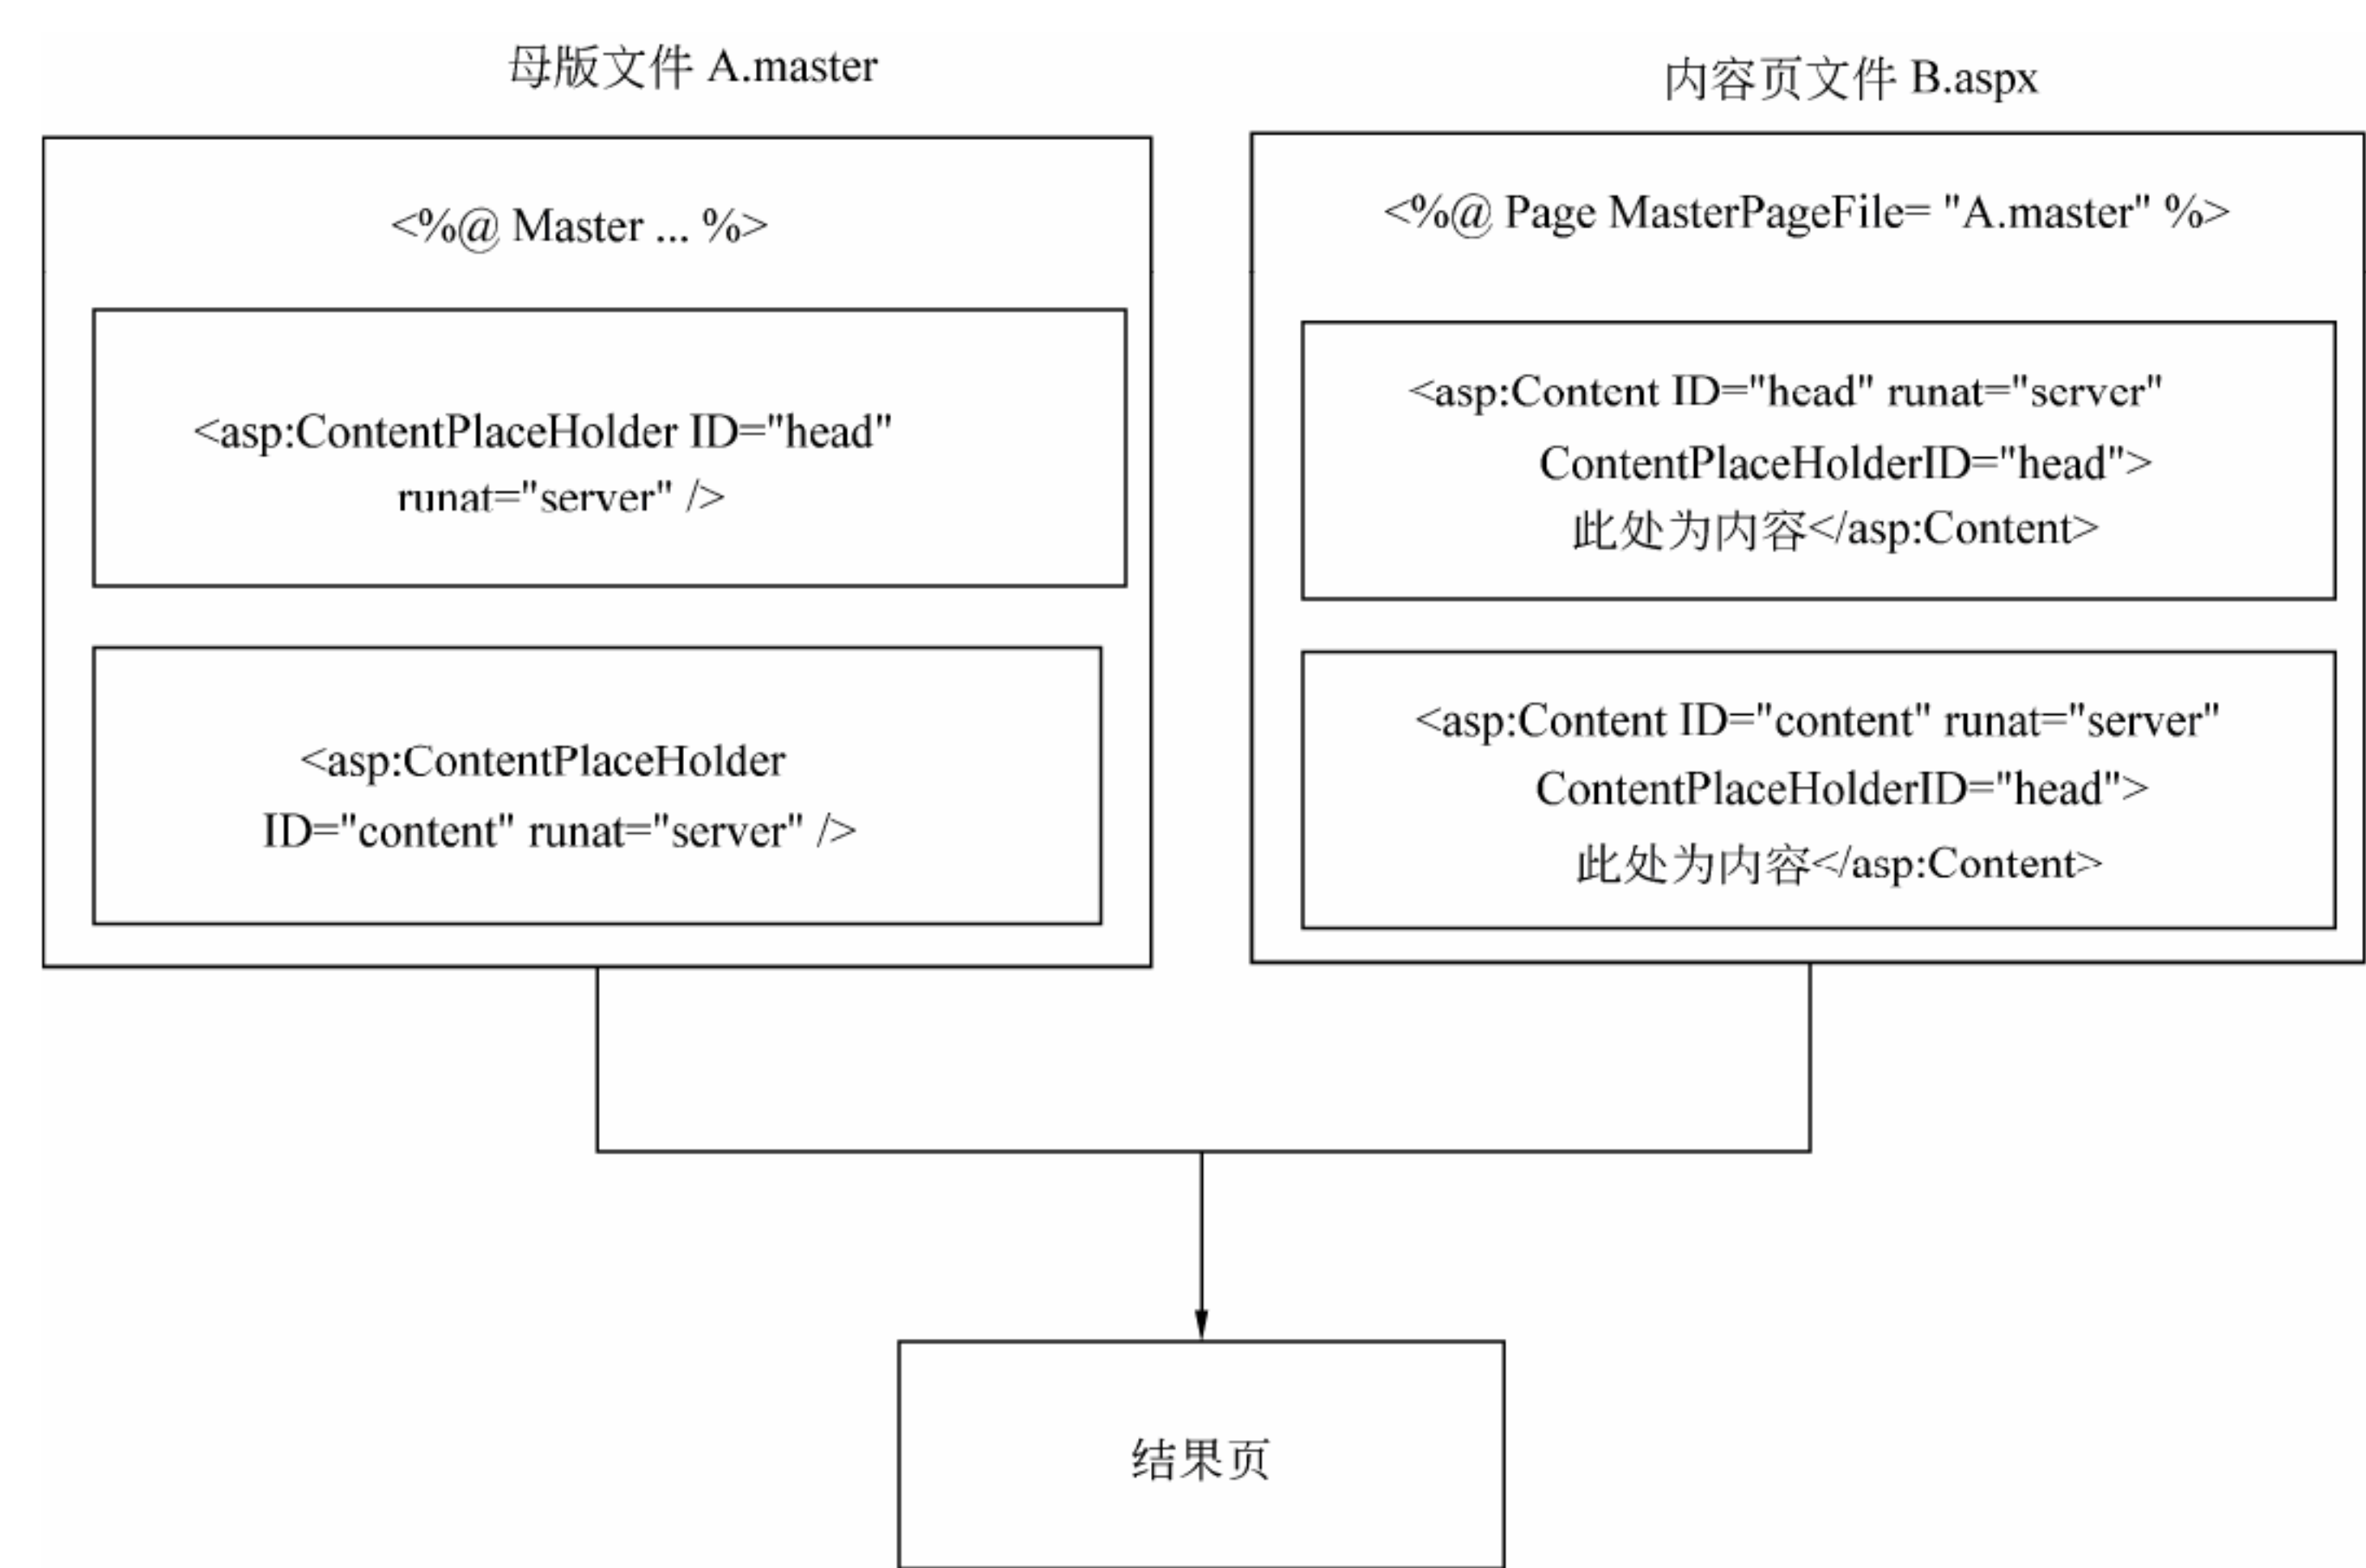 母版文件 A.master
<%@ Master ... %>
<asp:ContentPlaceHolder ID="head"
runat="server" />
<asp:ContentPlaceHolder
ID="content" runat="server" />
内容页文件 B.aspx
<%@ Page MasterPageFile= "A.master" %>
<asp:Content ID="head" runat="server"
ContentPlaceHolderID="head">
此处为内容</asp:Content>
<asp:Content ID="content" runat="server"
ContentPlaceHolderID="head">
此处为内容</asp:Content>
结果页